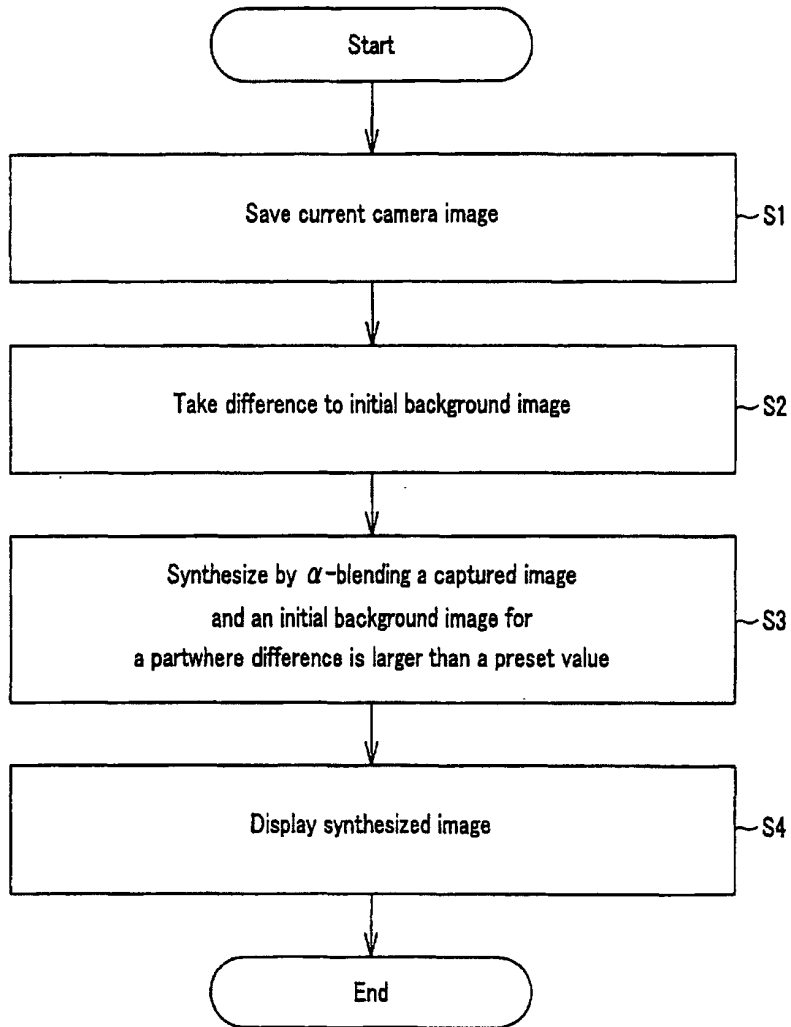 Start
Save current camera image
S1
Take difference to initial background image
S2
Synthesize by α-blending a captured image
and an initial background image for
a partwhere difference is larger than a preset value
S3
Display synthesized image
S4
End